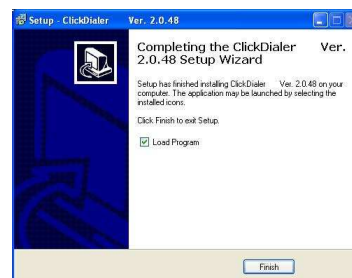 Setup - ClickDialer Ver. 2.0.48
Completing the ClickDialer Ver.
2.0.48 Setup Wizard
Setup has finished installing ClickDialer Ver. 2.0.48 on your
computer. The application may be launched by selecting the
installed icons.
Click Finish to exit Setup.
Load Program
Finish